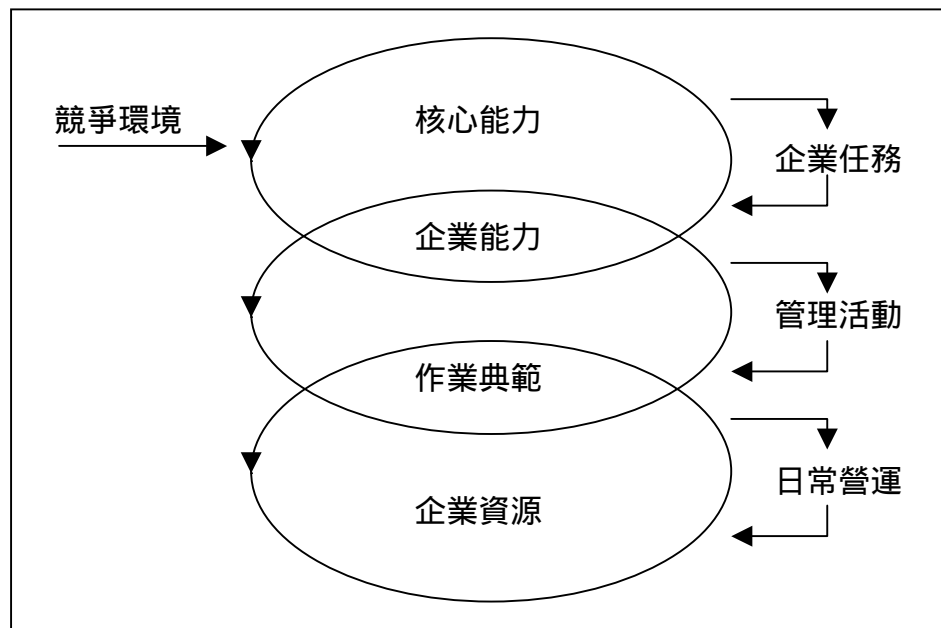 競爭環境
核心能力
企業任務
企業能力
管理活動
作業典範
日常營運
企業資源